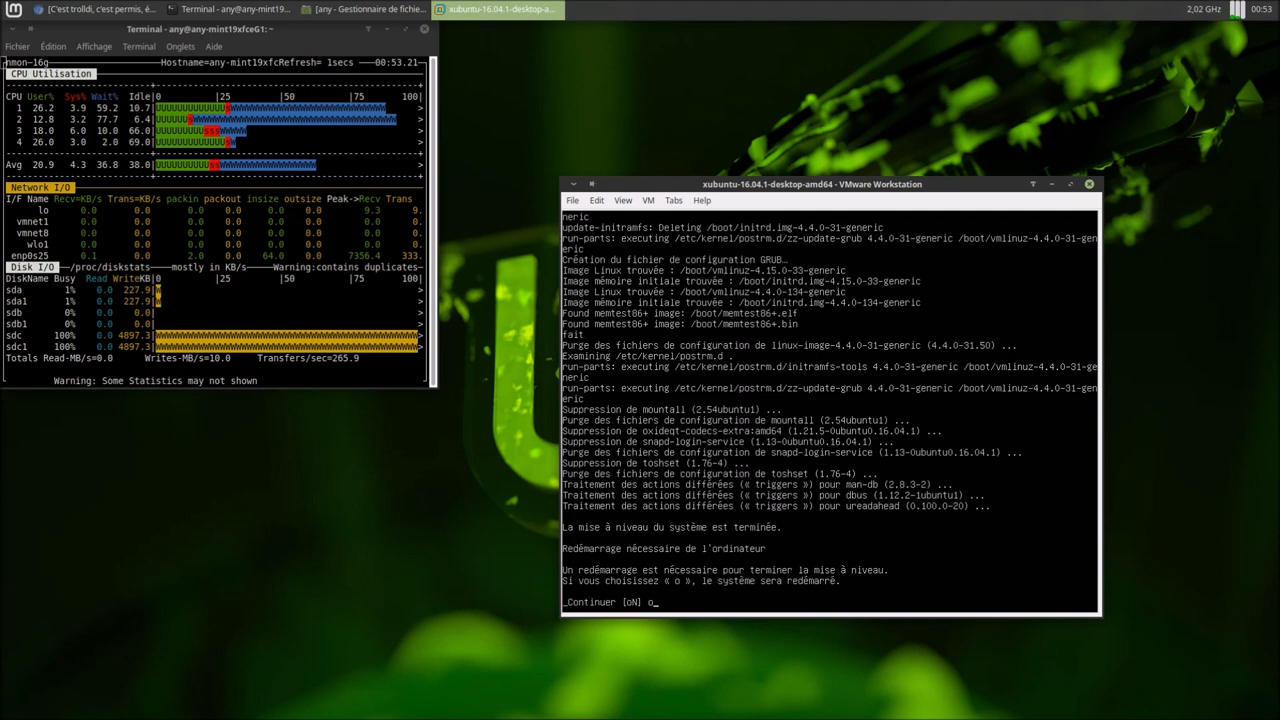 [C'est trolldi, c'est permis, é...
Terminal - any@any-mint19...
[any - Gestionnaire de fichie...
xubuntu-16.04.1-desktop-a...
2,02 GHz
00:53
Terminal - any@any-mint19xfceG1: ~
Fichier Édition Affichage Terminal Onglets Aide
nmon-16g Hostname=any-mint19xfcRefresh= 1secs 00:53.21
CPU Utilisation
CPU User% Sys% Wait% Idle|0 |25 |50 |75 100|
1 26.2 3.9 59.2 10.7|
2 12.8 3.2 77.7 6.4|
3 18.0 6.0 10.0 66.0|
4 26.0 3.0 2.0 69.0|
Avg 20.9 4.3 36.8 38.0|
Network I/O
I/F Name Recv=KB/s Trans=KB/s packin packout insize outsize Peak->Recv Trans
lo 0.0 0.0 0.0 0.0 0.0 0.0 9.3 9.
vmnet1 0.0 0.0 0.0 0.0 0.0 0.0 0.0 0.
vmnet8 0.0 0.0 0.0 0.0 0.0 0.0 0.0 0.
wlo1 0.0 0.0 0.0 0.0 0.0 0.0 0.0 0.
enp0s25 0.1 0.0 2.0 0.0 64.0 0.0 7356.4 333.
Disk I/O /proc/diskstats mostly in KB/s Warning:contains duplicates
DiskName Busy Read WriteKB|0 |25 |50 |75 100|
sda 1% 0.0 227.9|
sda1 1% 0.0 227.9|
sdb 0% 0.0 0.0|
sdb1 0% 0.0 0.0|
sdc 100% 0.0 4897.3|
sdc1 100% 0.0 4897.3|
Totals Read-MB/s=0.0 Writes-MB/s=10.0 Transfers/sec=265.9
Warning: Some Statistics may not shown
xubuntu-16.04.1-desktop-amd64 - VMware Workstation
File Edit View VM Tabs Help
neric
update-initramfs: Deleting /boot/initrd.img-4.4.0-31-generic
run-parts: executing /etc/kernel/postrm.d/zz-update-grub 4.4.0-31-generic /boot/vmlinuz-4.4.0-31-gen
eric
Création du fichier de configuration GRUB…
Image Linux trouvée : /boot/vmlinuz-4.15.0-33-generic
Image mémoire initiale trouvée : /boot/initrd.img-4.15.0-33-generic
Image Linux trouvée : /boot/vmlinuz-4.4.0-134-generic
Image mémoire initiale trouvée : /boot/initrd.img-4.4.0-134-generic
Found memtest86+ image: /boot/memtest86+.elf
Found memtest86+ image: /boot/memtest86+.bin
fait
Purge des fichiers de configuration de linux-image-4.4.0-31-generic (4.4.0-31.50) ...
Examining /etc/kernel/postrm.d .
run-parts: executing /etc/kernel/postrm.d/initramfs-tools 4.4.0-31-generic /boot/vmlinuz-4.4.0-31-ge
neric
run-parts: executing /etc/kernel/postrm.d/zz-update-grub 4.4.0-31-generic /boot/vmlinuz-4.4.0-31-gen
eric
Suppression de mountall (2.54ubuntu1) ...
Purge des fichiers de configuration de mountall (2.54ubuntu1) ...
Suppression de oxideqt-codecs-extra:amd64 (1.21.5-0ubuntu0.16.04.1) ...
Suppression de snapd-login-service (1.13-0ubuntu0.16.04.1) ...
Purge des fichiers de configuration de snapd-login-service (1.13-0ubuntu0.16.04.1) ...
Suppression de toshset (1.76-4) ...
Purge des fichiers de configuration de toshset (1.76-4) ...
Traitement des actions différées (« triggers ») pour man-db (2.8.3-2) ...
Traitement des actions différées (« triggers ») pour dbus (1.12.2-1ubuntu1) ...
Traitement des actions différées (« triggers ») pour ureadahead (0.100.0-20) ...
La mise à niveau du système est terminée.
Redémarrage nécessaire de l'ordinateur
Un redémarrage est nécessaire pour terminer la mise à niveau.
Si vous choisissez « o », le système sera redémarré.
_Continuer [oN] o_